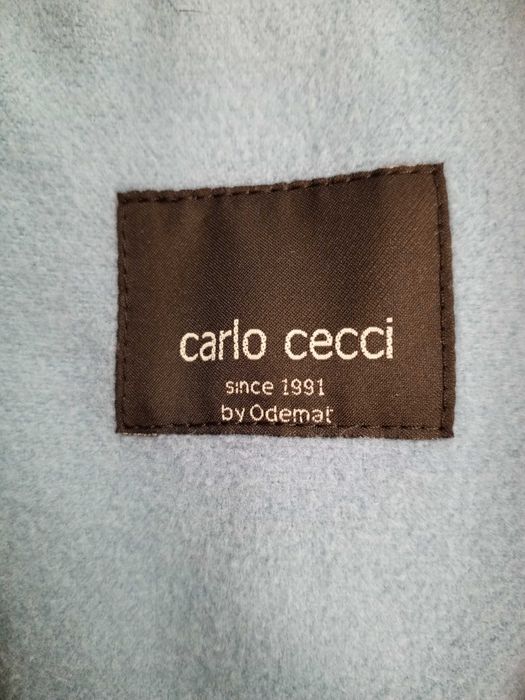 carlo cecci
since 1991
by Odemat